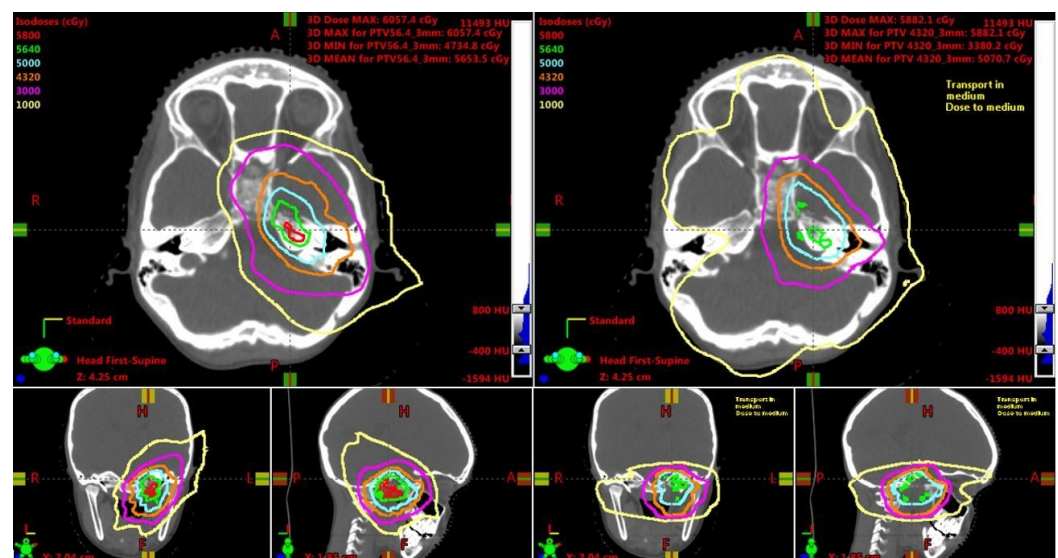 Isodoses (cGy)
5800
5640
5000
4320
3000
1000
3D Dose MAX: 6057.4 cGy
3D MAX for PTV56.4_3mm: 6057.4 cGy
3D MIN for PTV56.4_3mm: 4734.8 cGy
3D MEAN for PTV56.4_3mm: 5653.5 cGy
11493 HU
A
R
Standard
Head First-Supine
Z: 4.25 cm
P
800 HU
-400 HU
-1594 HU
Isodoses (cGy)
5800
5640
5000
4320
3000
1000
3D Dose MAX: 5882.1 cGy
3D MAX for PTV 4320_3mm: 5882.1 cGy
3D MIN for PTV 4320_3mm: 3380.2 cGy
3D MEAN for PTV 4320_3mm: 5070.7 cGy
11493 HU
A
Transport in
medium
Dose to medium
R
Standard
Head First-Supine
Z: 4.25 cm
P
800 HU
-400 HU
-1594 HU
H
R
L
F
L
H
P
A
F
L
H
Transport in
medium
Dose to medium
R
L
F
L
H
Transport in
medium
Dose to medium
P
A
F
L